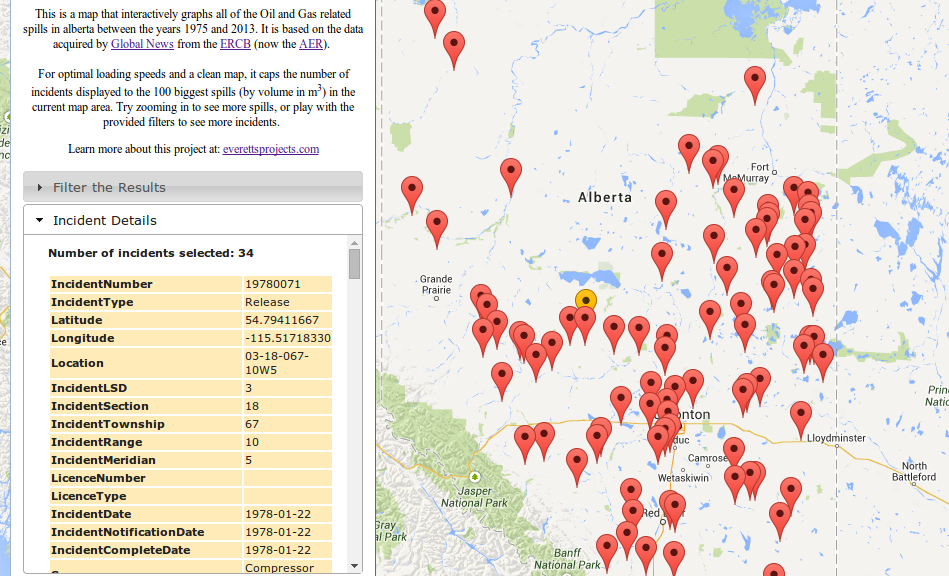 This is a map that interactively graphs all of the Oil and Gas related
spills in alberta between the years 1975 and 2013. It is based on the data
acquired by Global News from the ERCB (now the AER).
For optimal loading speeds and a clean map, it caps the number of
incidents displayed to the 100 biggest spills (by volume in m³) in the
current map area. Try zooming in to see more spills, or play with the
provided filters to see more incidents.
Learn more about this project at: everettsprojects.com
Filter the Results
Incident Details
Number of incidents selected: 34
IncidentNumber 19780071
IncidentType Release
Latitude 54.79411667
Longitude -115.51718330
Location 03-18-067-
10W5
IncidentLSD 3
IncidentSection 18
IncidentTownship 67
IncidentRange 10
IncidentMeridian 5
LicenceNumber
LicenceType
IncidentDate 1978-01-22
IncidentNotificationDate 1978-01-22
IncidentCompleteDate 1978-01-22
Compressor
Fort
McMurray
Alberta
Grande
Prairie
onton
duc
Lloydminster
Camrose
Wetaskiwin
North
Battleford
Prin
Natio
Jasper
National Park
Gray
al Park
Red
Banff
National Park